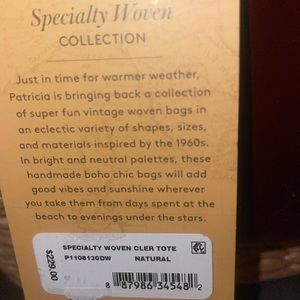 Specialty Woven
COLLECTION
Just in time for warmer weather,
Patricia is bringing back a collection
of super fun vintage woven bags in
an eclectic variety of shapes, sizes,
and materials inspired by the 1960s.
In bright and neutral palettes, these
handmade boho chic bags will add
good vibes and sunshine wherever
you take them from days spent at the
beach to evenings under the stars.
SPECIALTY WOVEN CLER TOTE
P1108120DW NATURAL
$229.00
8 87986 34548 2